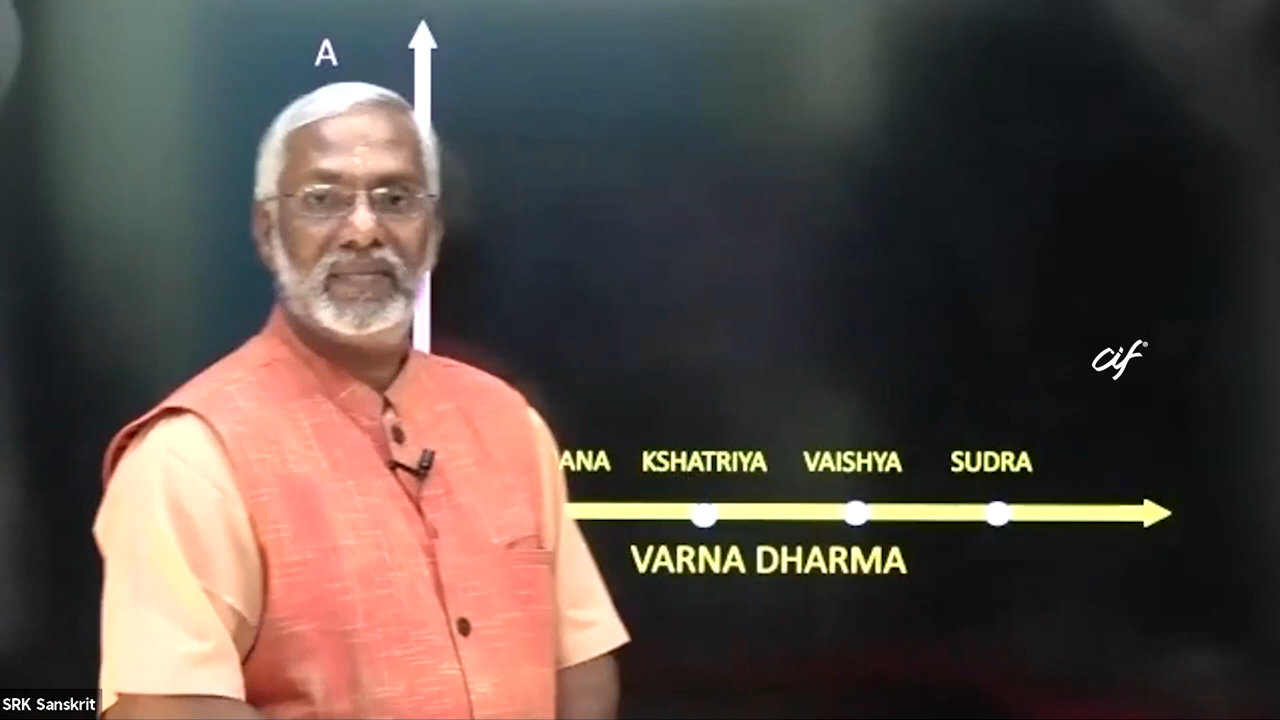 A
ANA KSHATRIYA VAISHYA SUDRA
VARNA DHARMA
cif
SRK Sanskrit